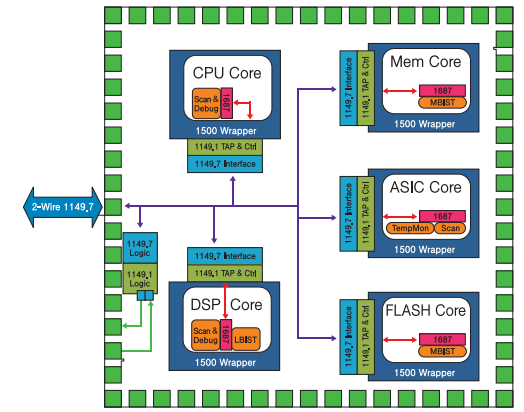 CPU Core
Scan &
Debug
1687
1500 Wrapper
1149.1 TAP & Ctrl
1149.7 Interface
1149.7 Interface
1149.1 TAP & Ctrl
Mem Core
1687
MBIST
1500 Wrapper
2-Wire 1149.7
1149.7
Logic
1149.1
Logic
1149.7 Interface
1149.1 TAP & Ctrl
DSP Core
Scan &
Debug
1687
LBIST
1500 Wrapper
1149.7 Interface
1149.1 TAP & Ctrl
ASIC Core
1687
TempMon
Scan
1500 Wrapper
1149.7 Interface
1149.1 TAP & Ctrl
FLASH Core
1687
MBIST
1500 Wrapper